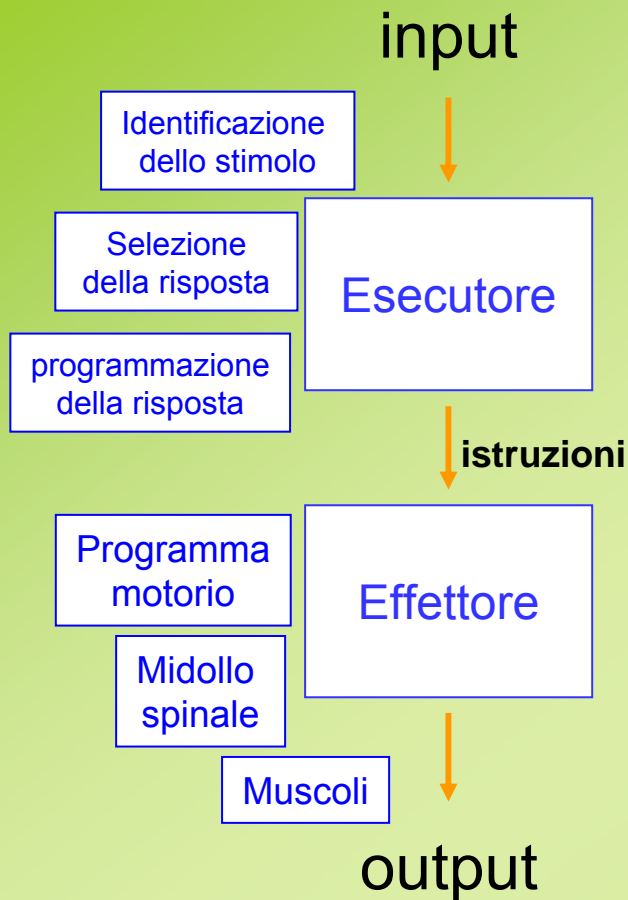 input
Identificazione
dello stimolo
Selezione
della risposta
Esecutore
programmazione
della risposta
istruzioni
Programma
motorio
Effettore
Midollo
spinale
Muscoli
output